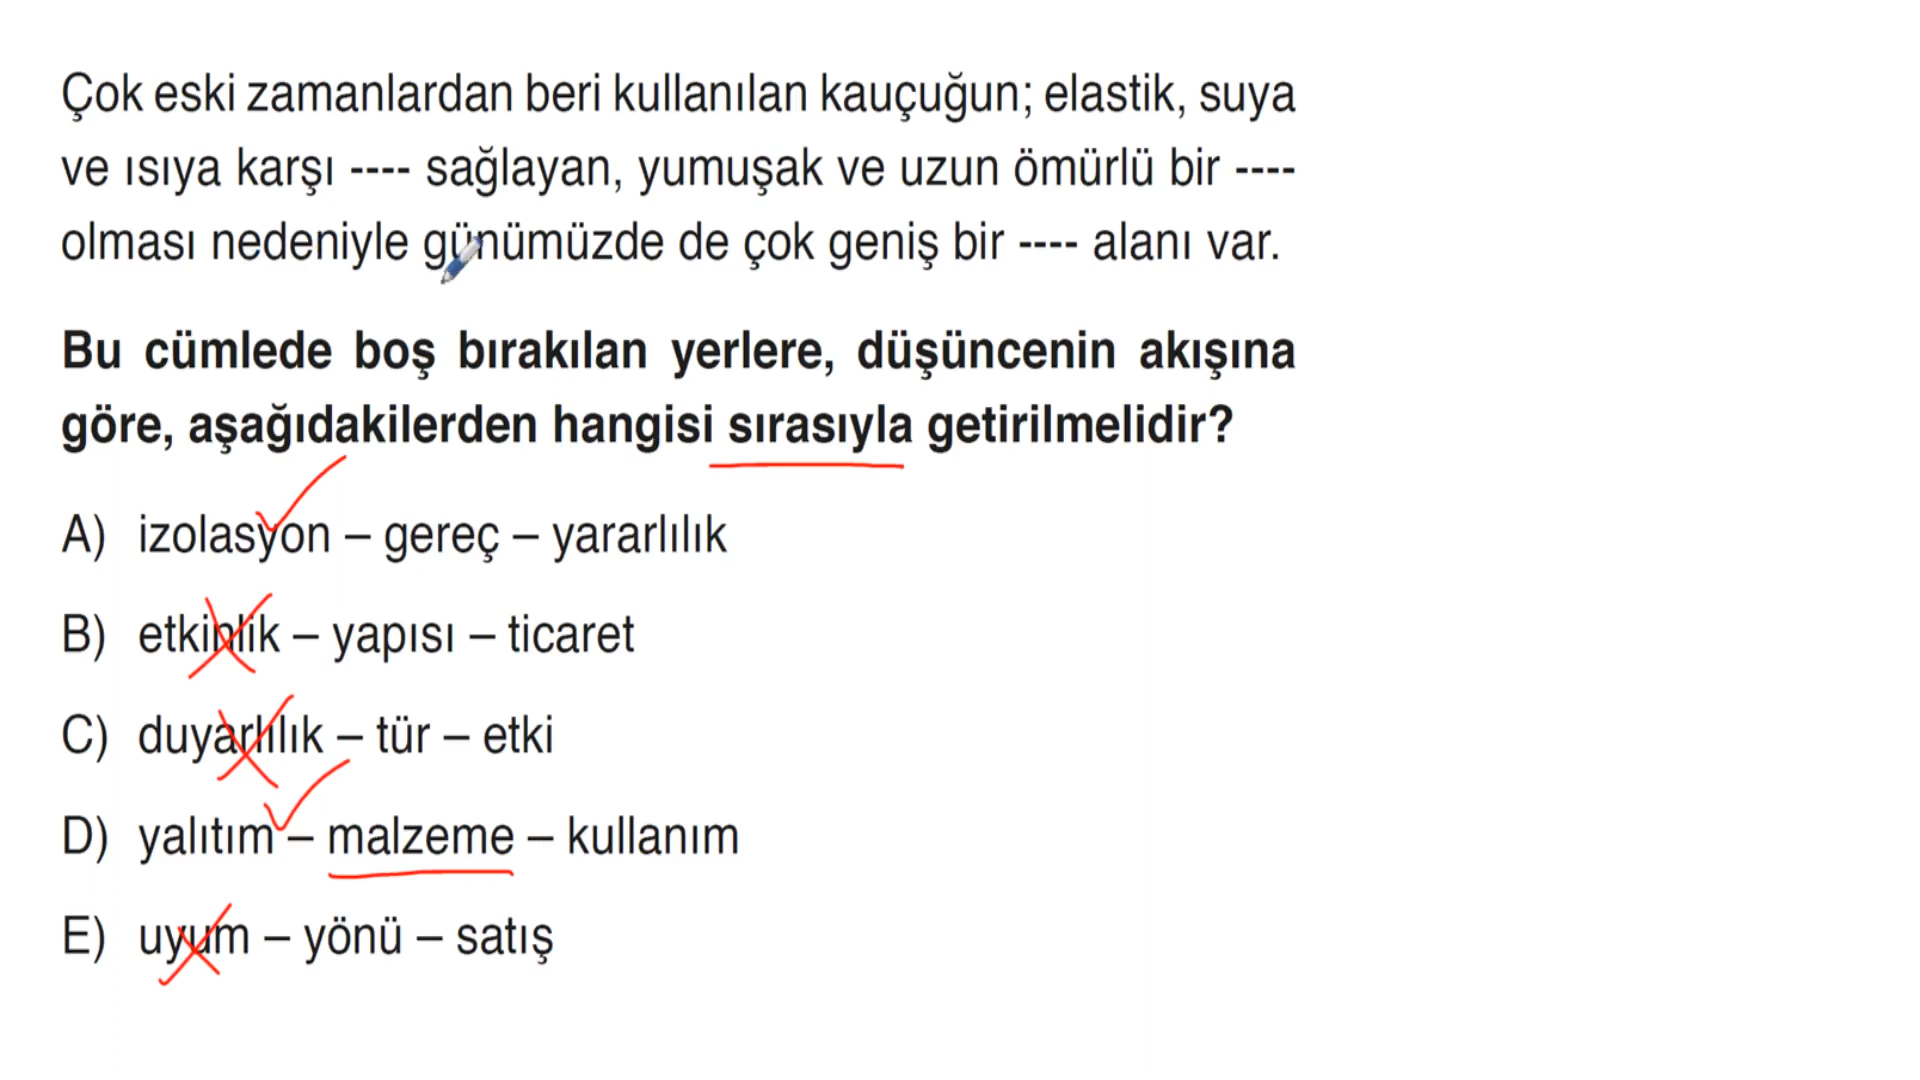 Çok eski zamanlardan beri kullanılan kauçuğun; elastik, suya
ve ısıya karşı ---- sağlayan, yumuşak ve uzun ömürlü bir ----
olması nedeniyle günümüzde de çok geniş bir ---- alanı var.
Bu cümlede boş bırakılan yerlere, düşüncenin akışına
göre, aşağıdakilerden hangisi sırasıyla getirilmelidir?
A) izolasyon – gereç – yararlılık
B) etkinlik – yapısı – ticaret
C) duyarlılık – tür – etki
D) yalıtım – malzeme – kullanım
E) uyum – yönü – satış